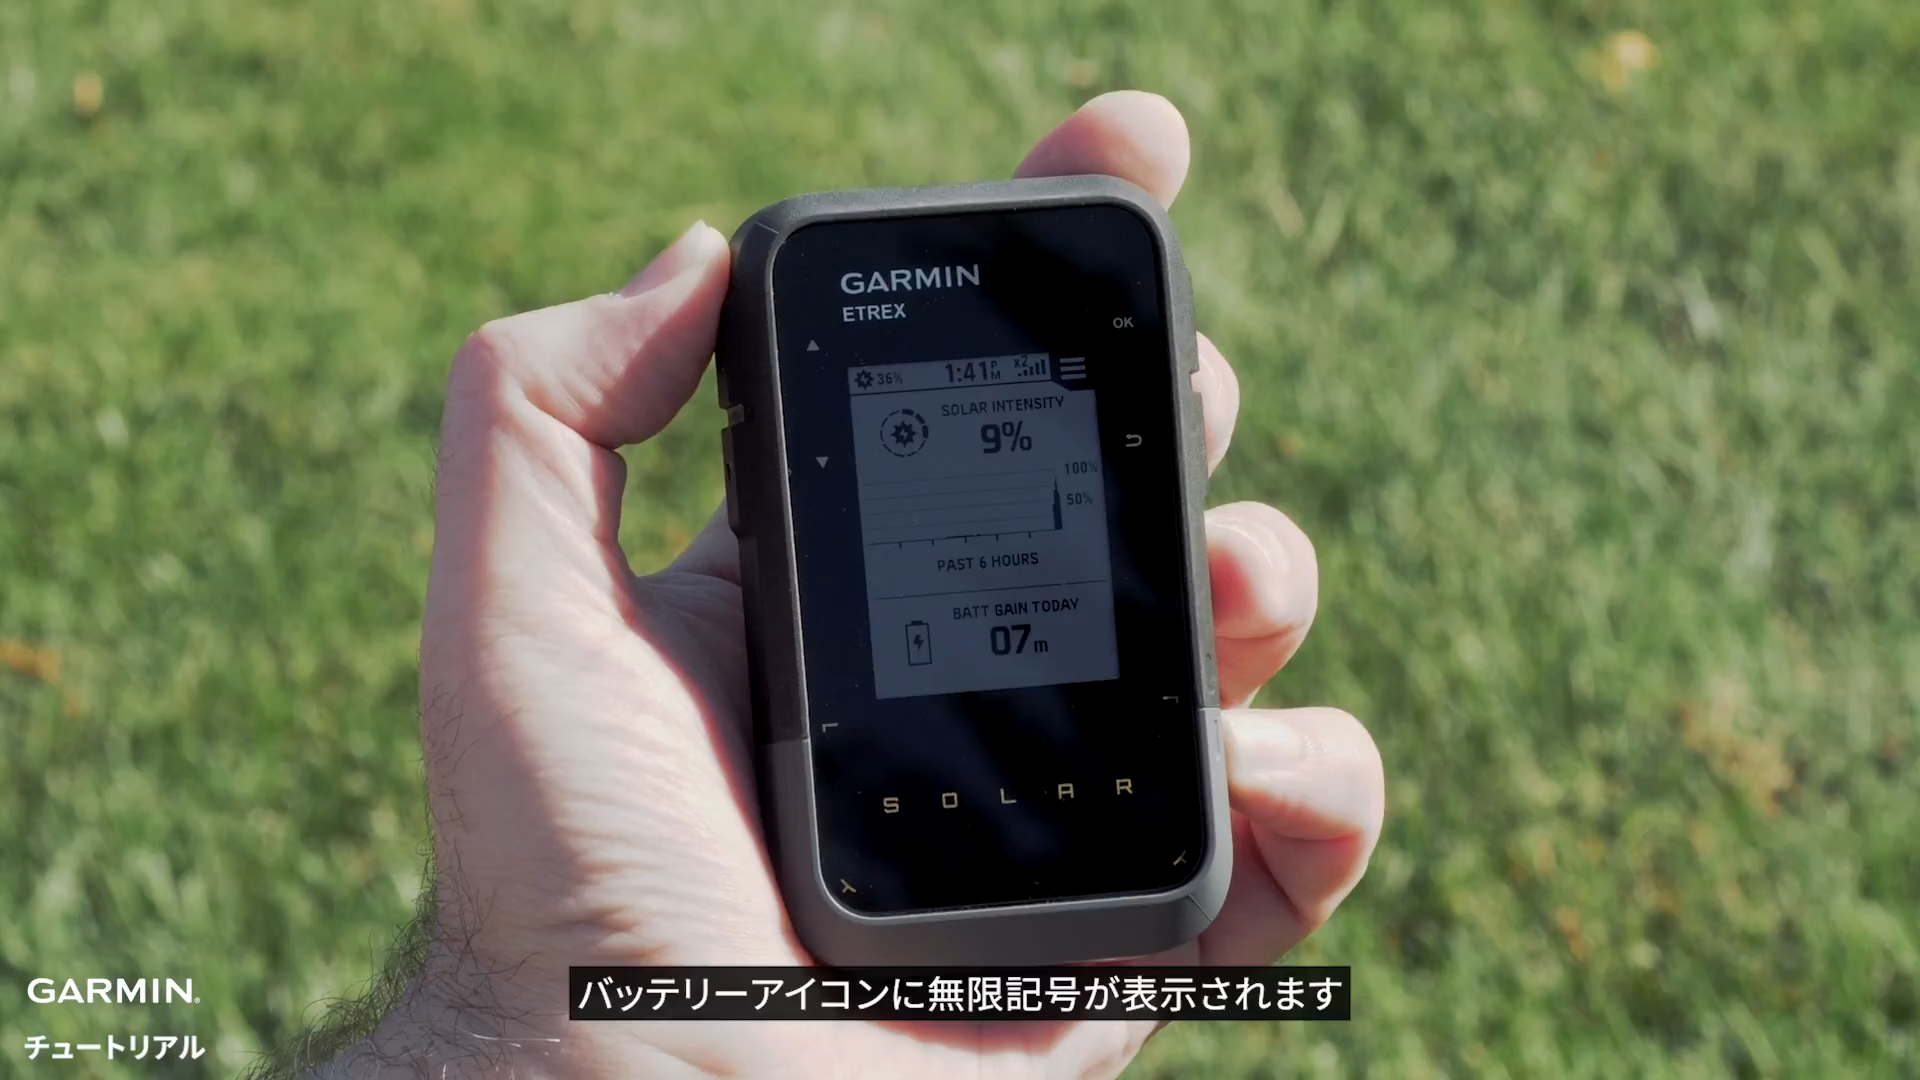 GARMIN
ETREX
OK
36% 1:41 PM x2
SOLAR INTENSITY
9%
100%
50%
PAST 6 HOURS
BATT GAIN TODAY
07m
SOLAR
GARMIN
チュートリアル
バッテリーアイコンに無限記号が表示されます